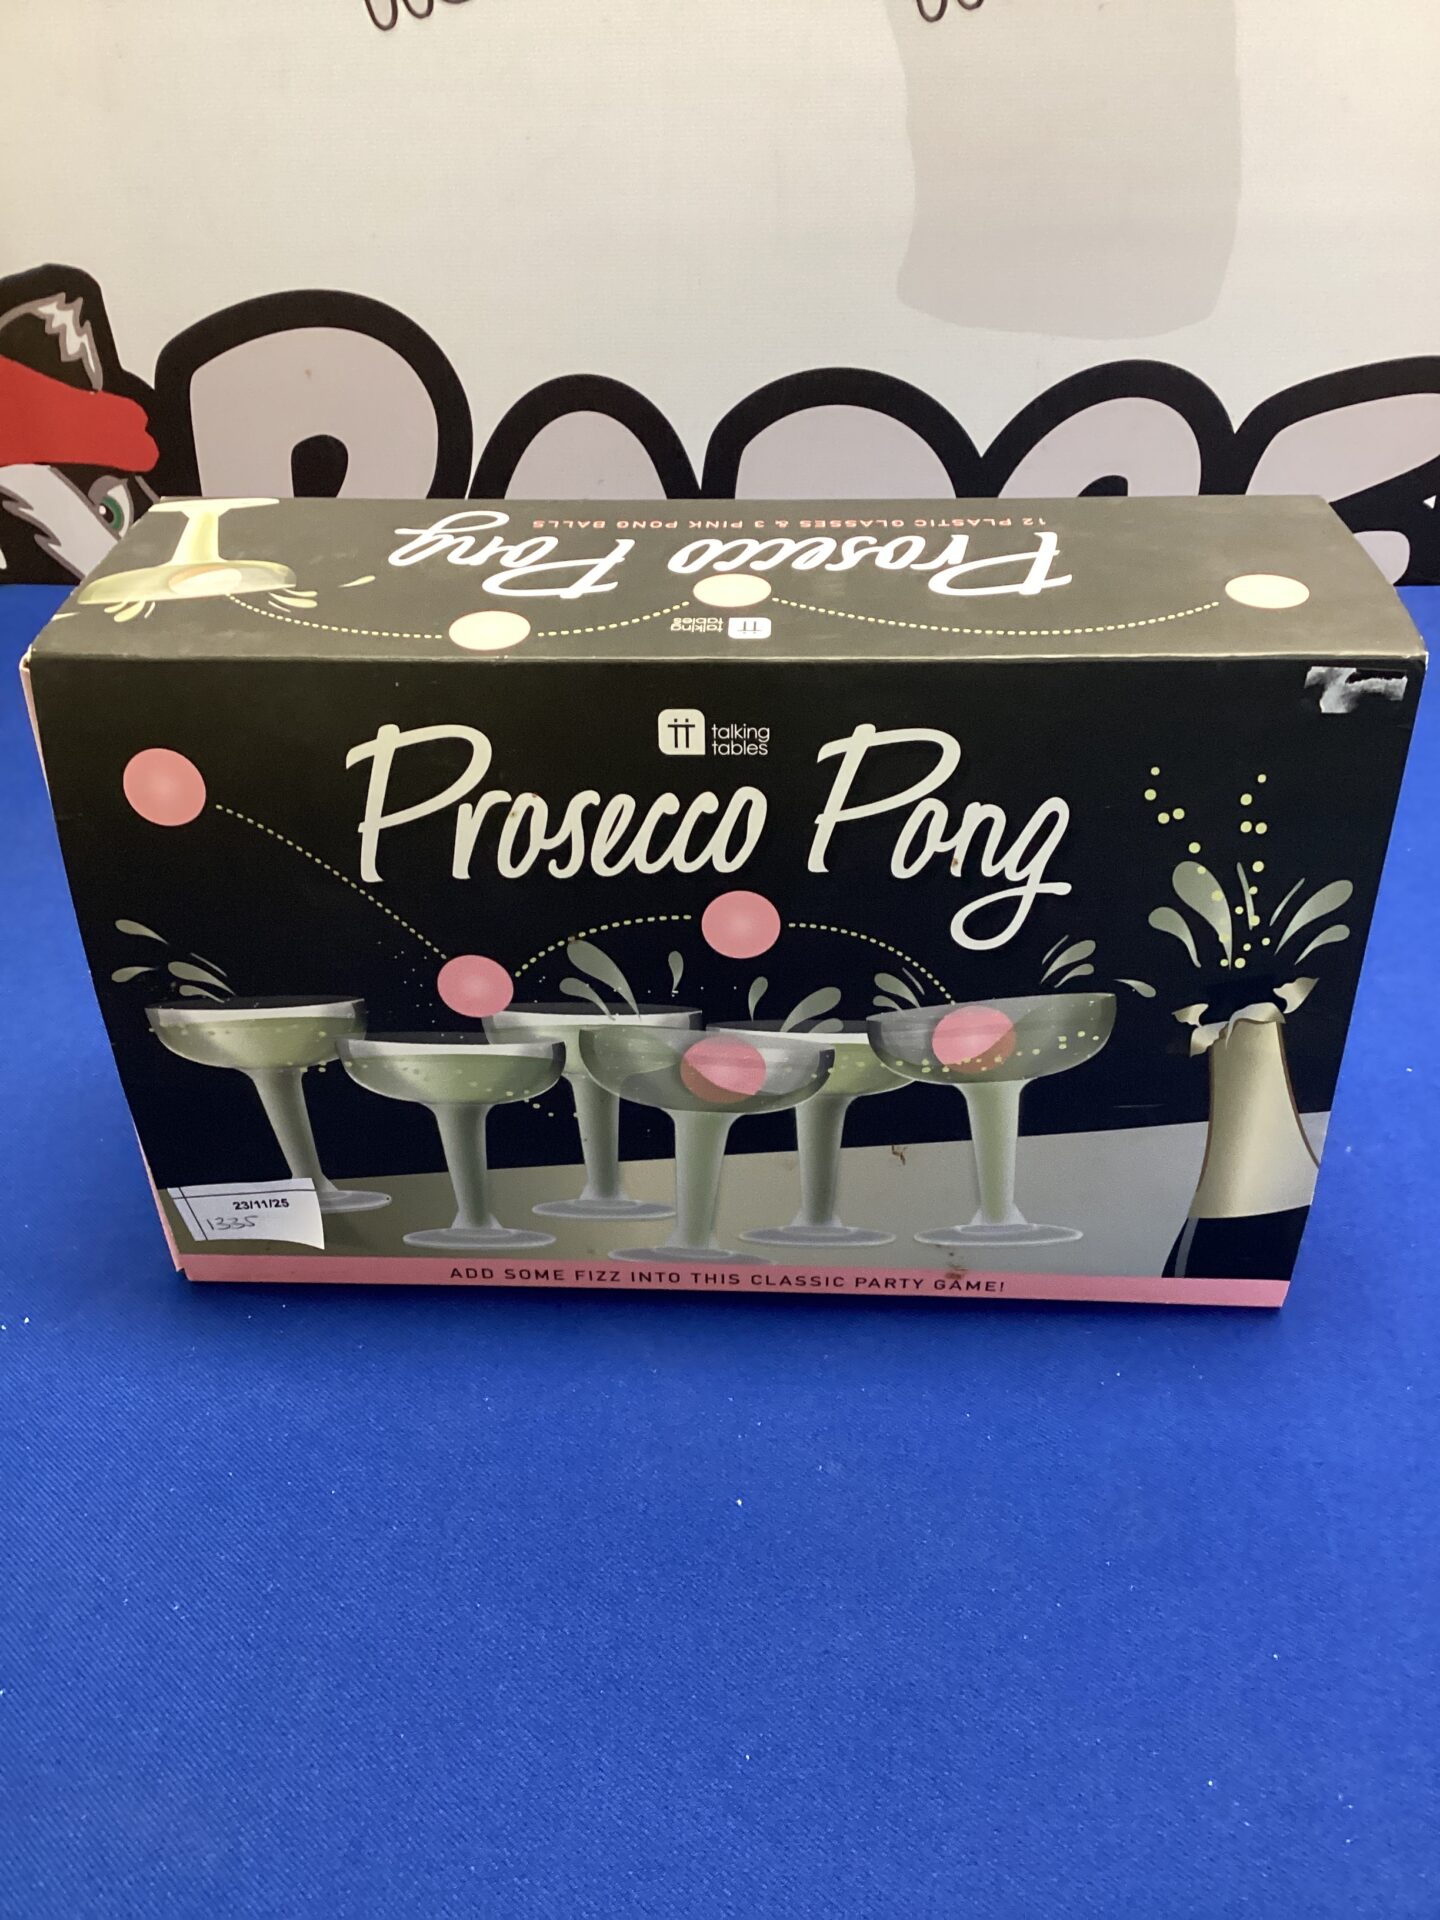 12 PLASTIC GLASSES & 3 PINK PONG BALLS
Prosecco Pong
talking
tables
talking
tables
Prosecco Pong
23/11/25
1335
ADD SOME FIZZ INTO THIS CLASSIC PARTY GAME!